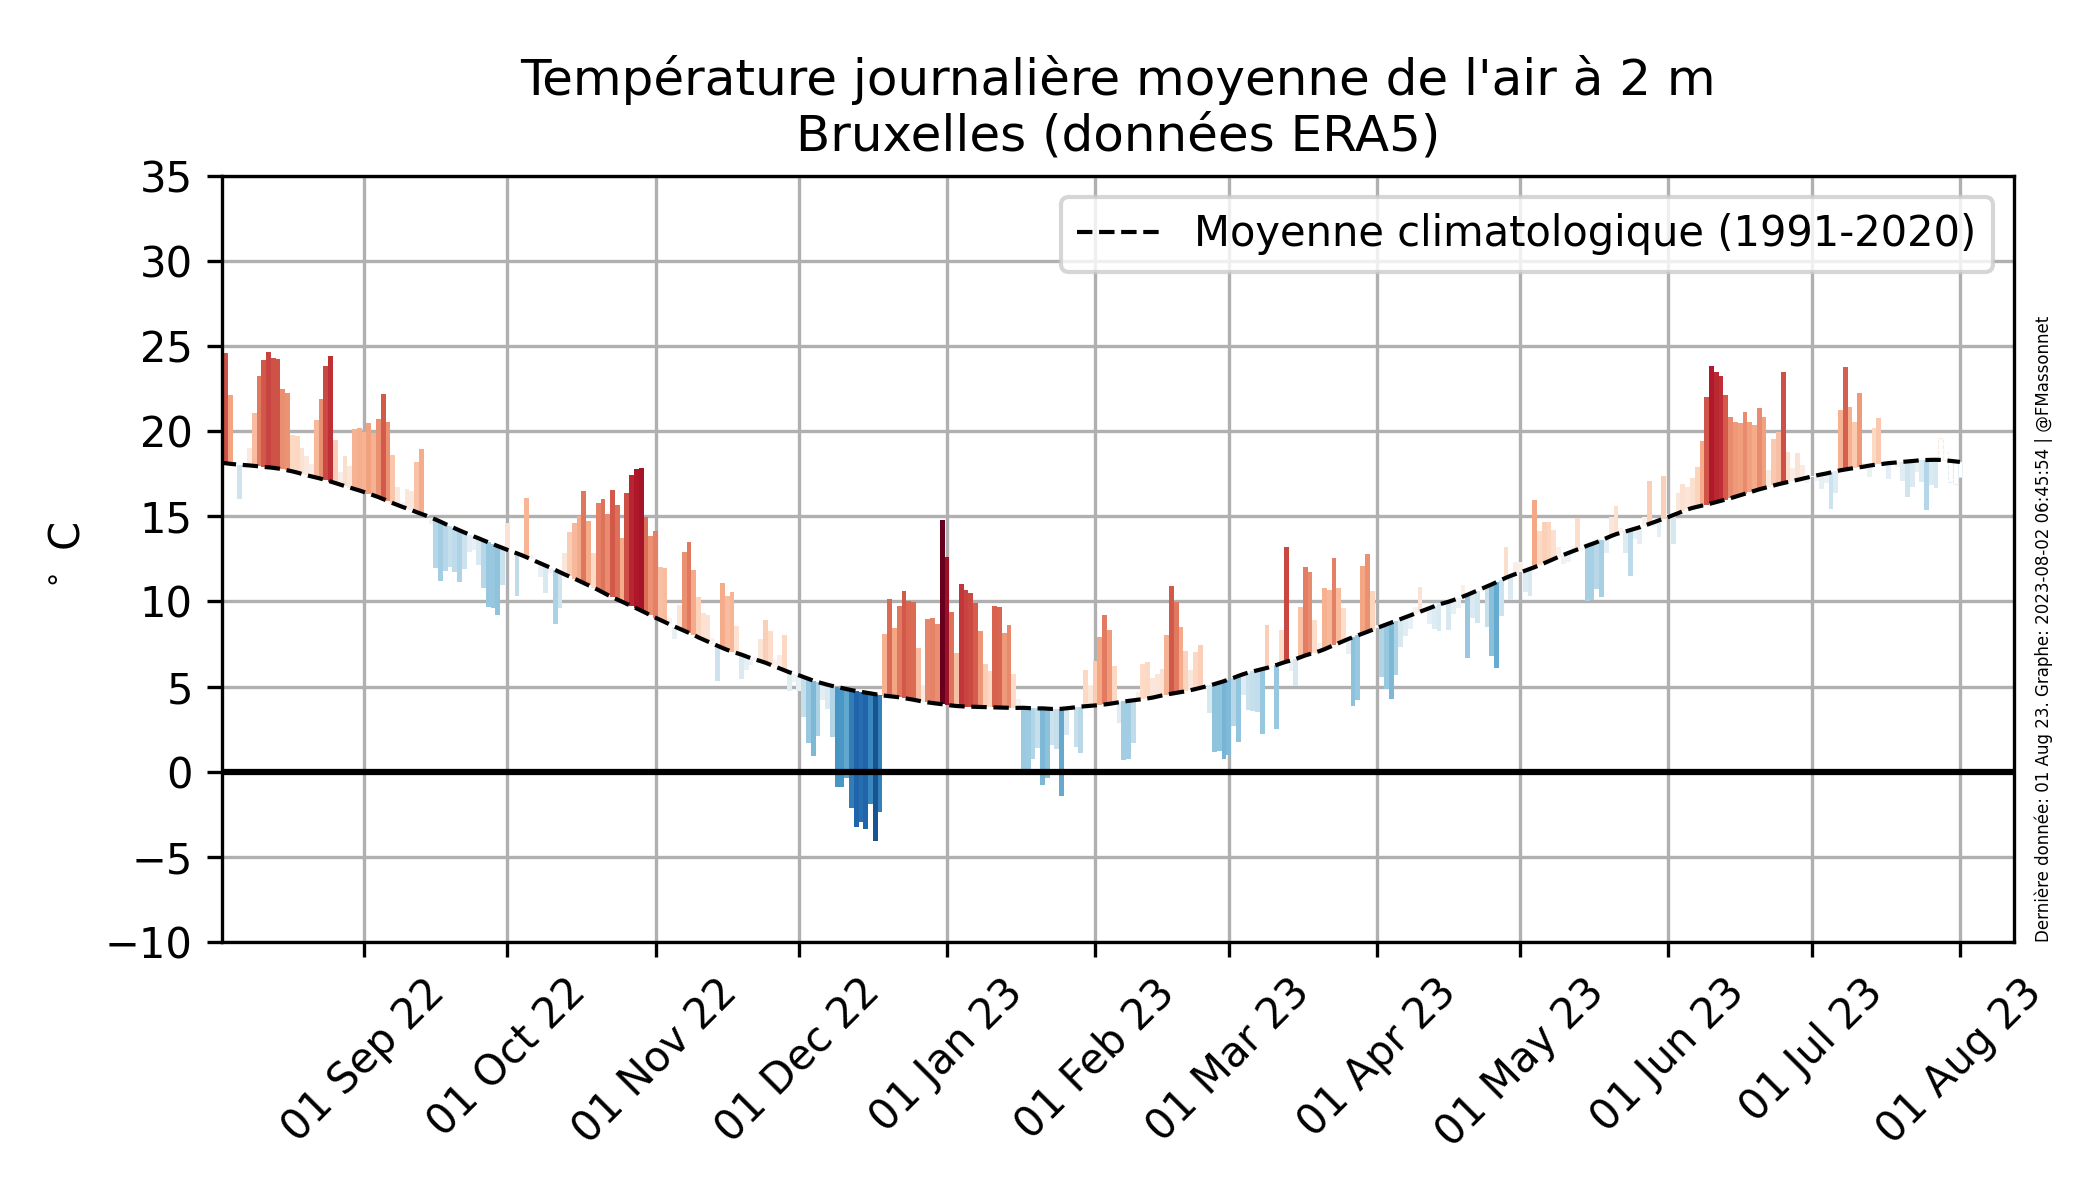 Température journalière moyenne de l'air à 2 m
Bruxelles (données ERA5)
Moyenne climatologique (1991-2020)
° C
35
30
25
20
15
10
5
0
−5
−10
01 Sep 22
01 Oct 22
01 Nov 22
01 Dec 22
01 Jan 23
01 Feb 23
01 Mar 23
01 Apr 23
01 May 23
01 Jun 23
01 Jul 23
01 Aug 23
Dernière donnée: 01 Aug 23. Graphe: 2023-08-02 06:45:54 | @FMassonnet